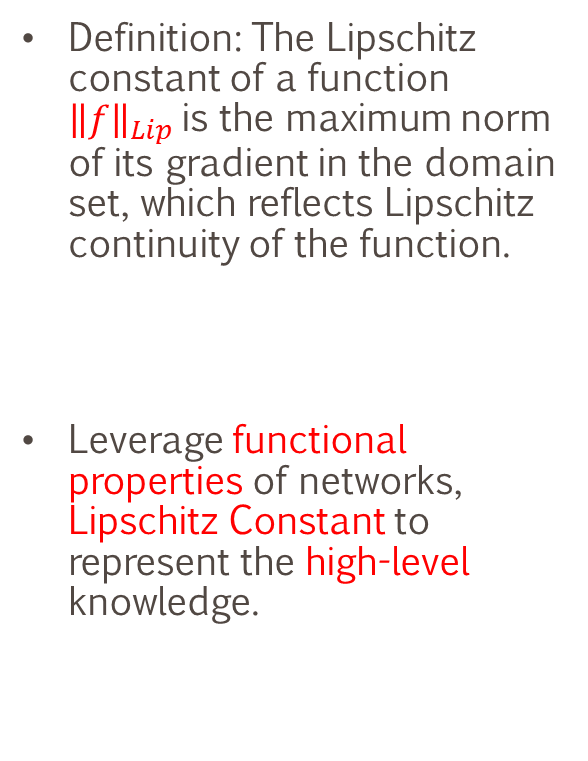 • Definition: The Lipschitz
constant of a function
‖f‖Lip is the maximum norm
of its gradient in the domain
set, which reflects Lipschitz
continuity of the function.
• Leverage functional
properties of networks,
Lipschitz Constant to
represent the high-level
knowledge.